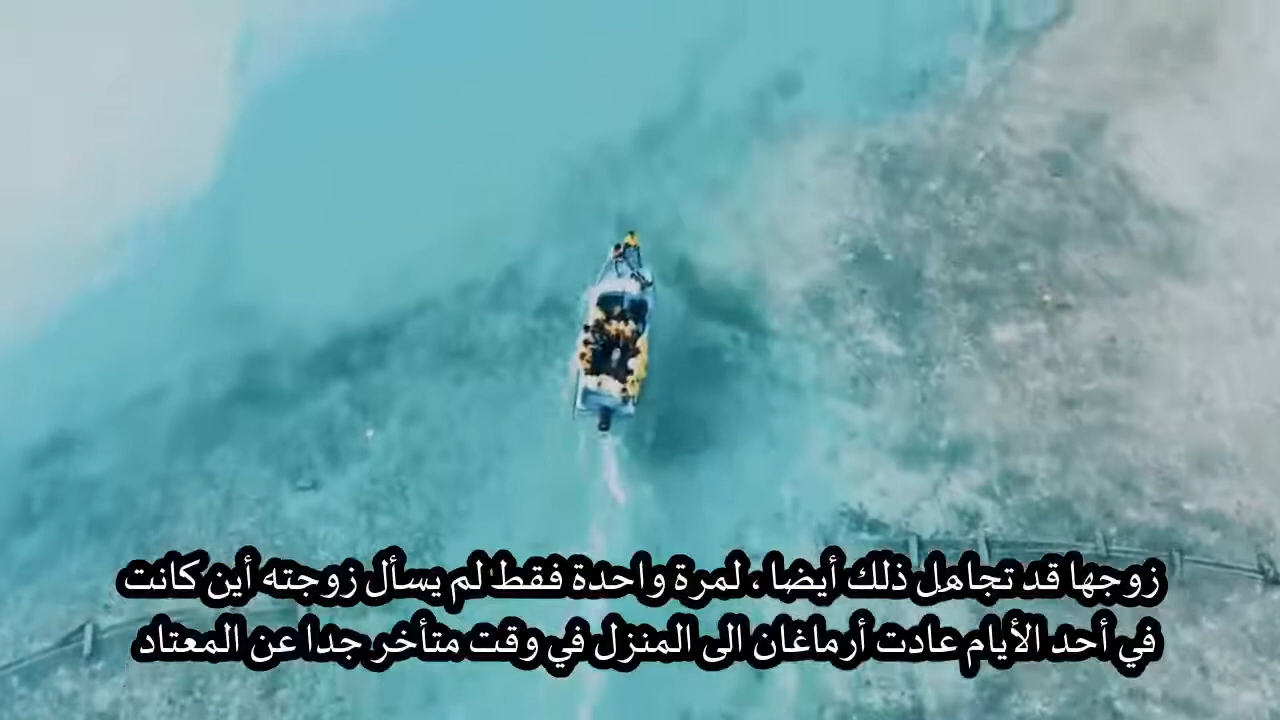 زوجها قد تجاهل ذلك أيضا ، لمرة واحدة فقط لم يسأل زوجته أين كانت
في أحد الأيام عادت أرماغان الى المنزل في وقت متأخر جدا عن المعتاد